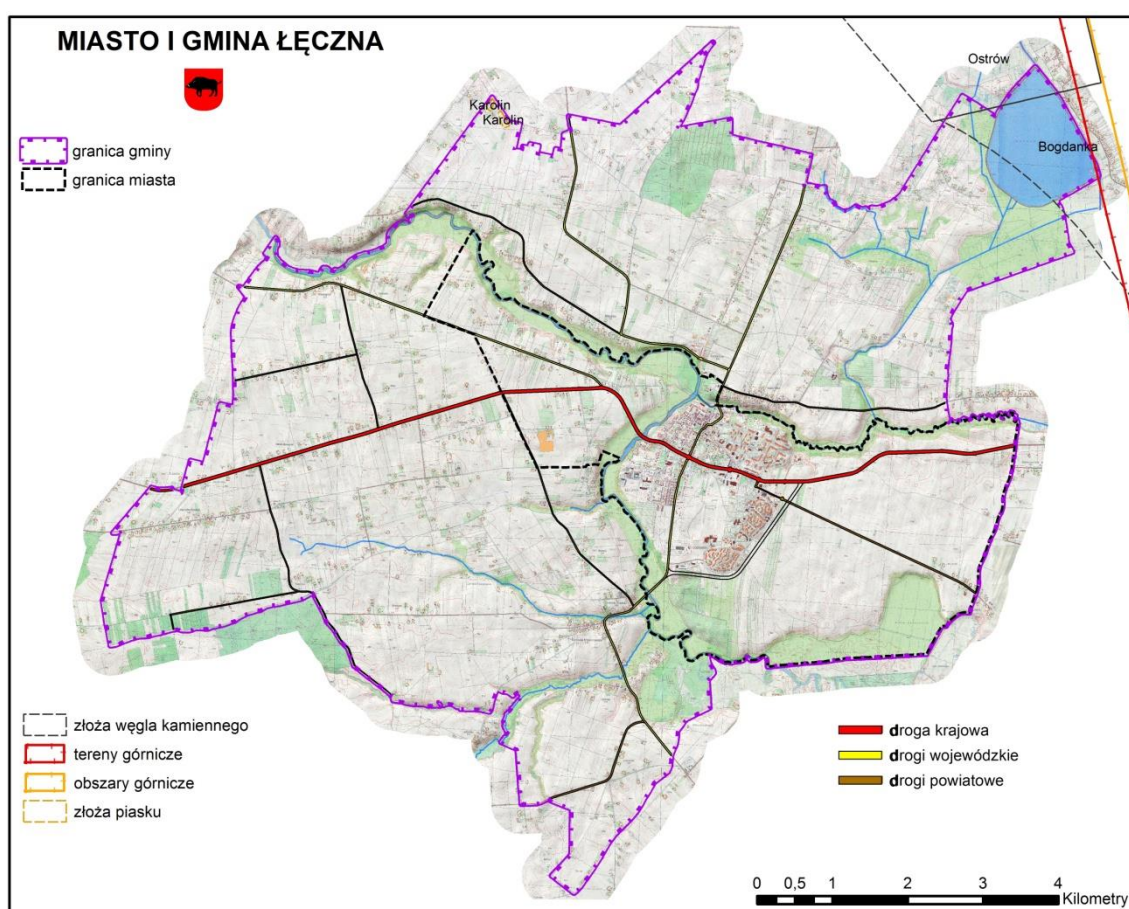 MIASTO I GMINA ŁĘCZNA
granica gminy
granica miasta
Karolin
Karolin
Ostrów
Bogdanka
złoża węgla kamiennego
tereny górnicze
obszary górnicze
złoża piasku
droga krajowa
drogi wojewódzkie
drogi powiatowe
0 0,5 1 2 3 4
Kilometry